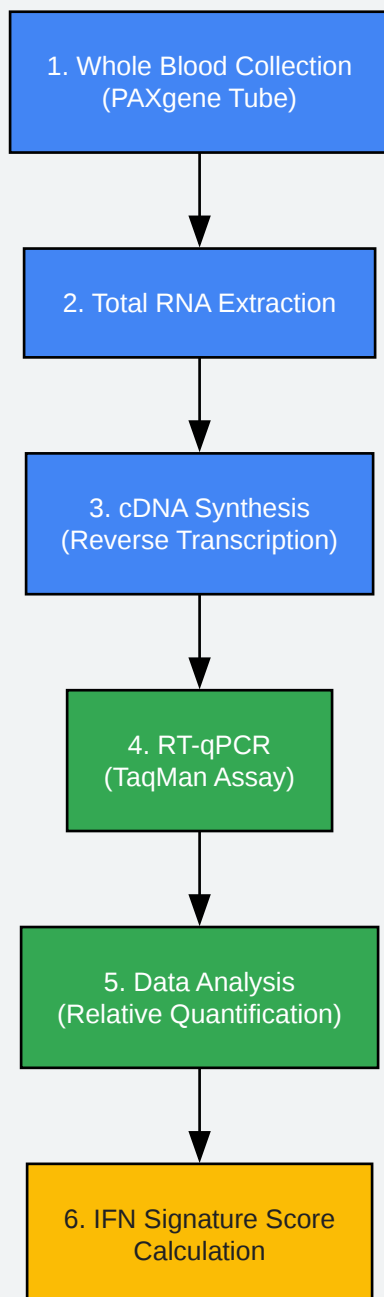 1. Whole Blood Collection
(PAXgene Tube)
2. Total RNA Extraction
3. cDNA Synthesis
(Reverse Transcription)
4. RT-qPCR
(TaqMan Assay)
5. Data Analysis
(Relative Quantification)
6. IFN Signature Score
Calculation